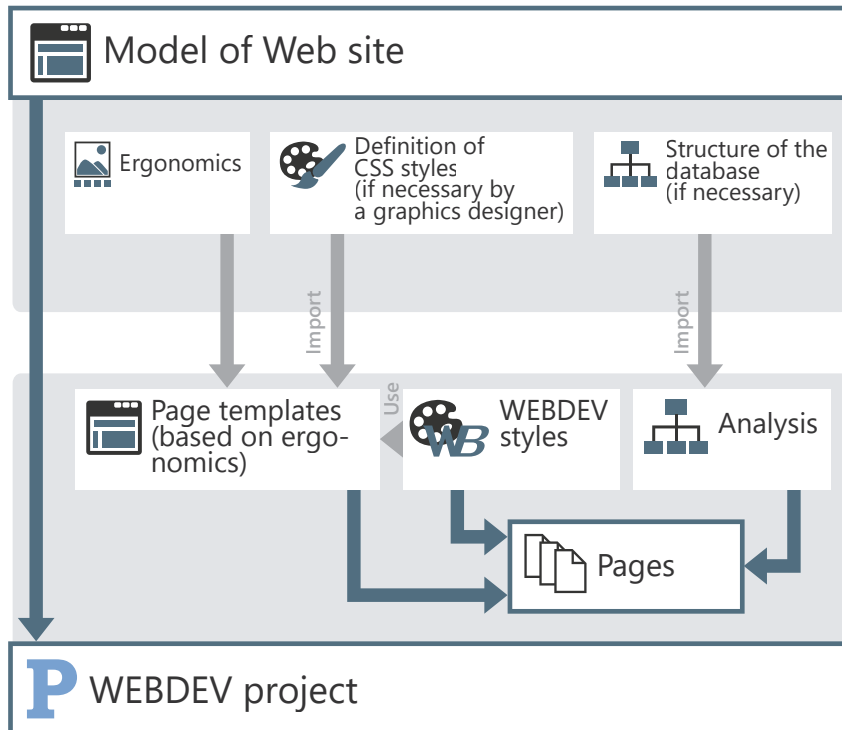 Model of Web site
Ergonomics
Definition of
CSS styles
(if necessary by
a graphics designer)
Structure of the
database
(if necessary)
Import
Import
Page templates
(based on ergo-
nomics)
Use
WB
WEBDEV
styles
Analysis
Pages
P
WEBDEV project